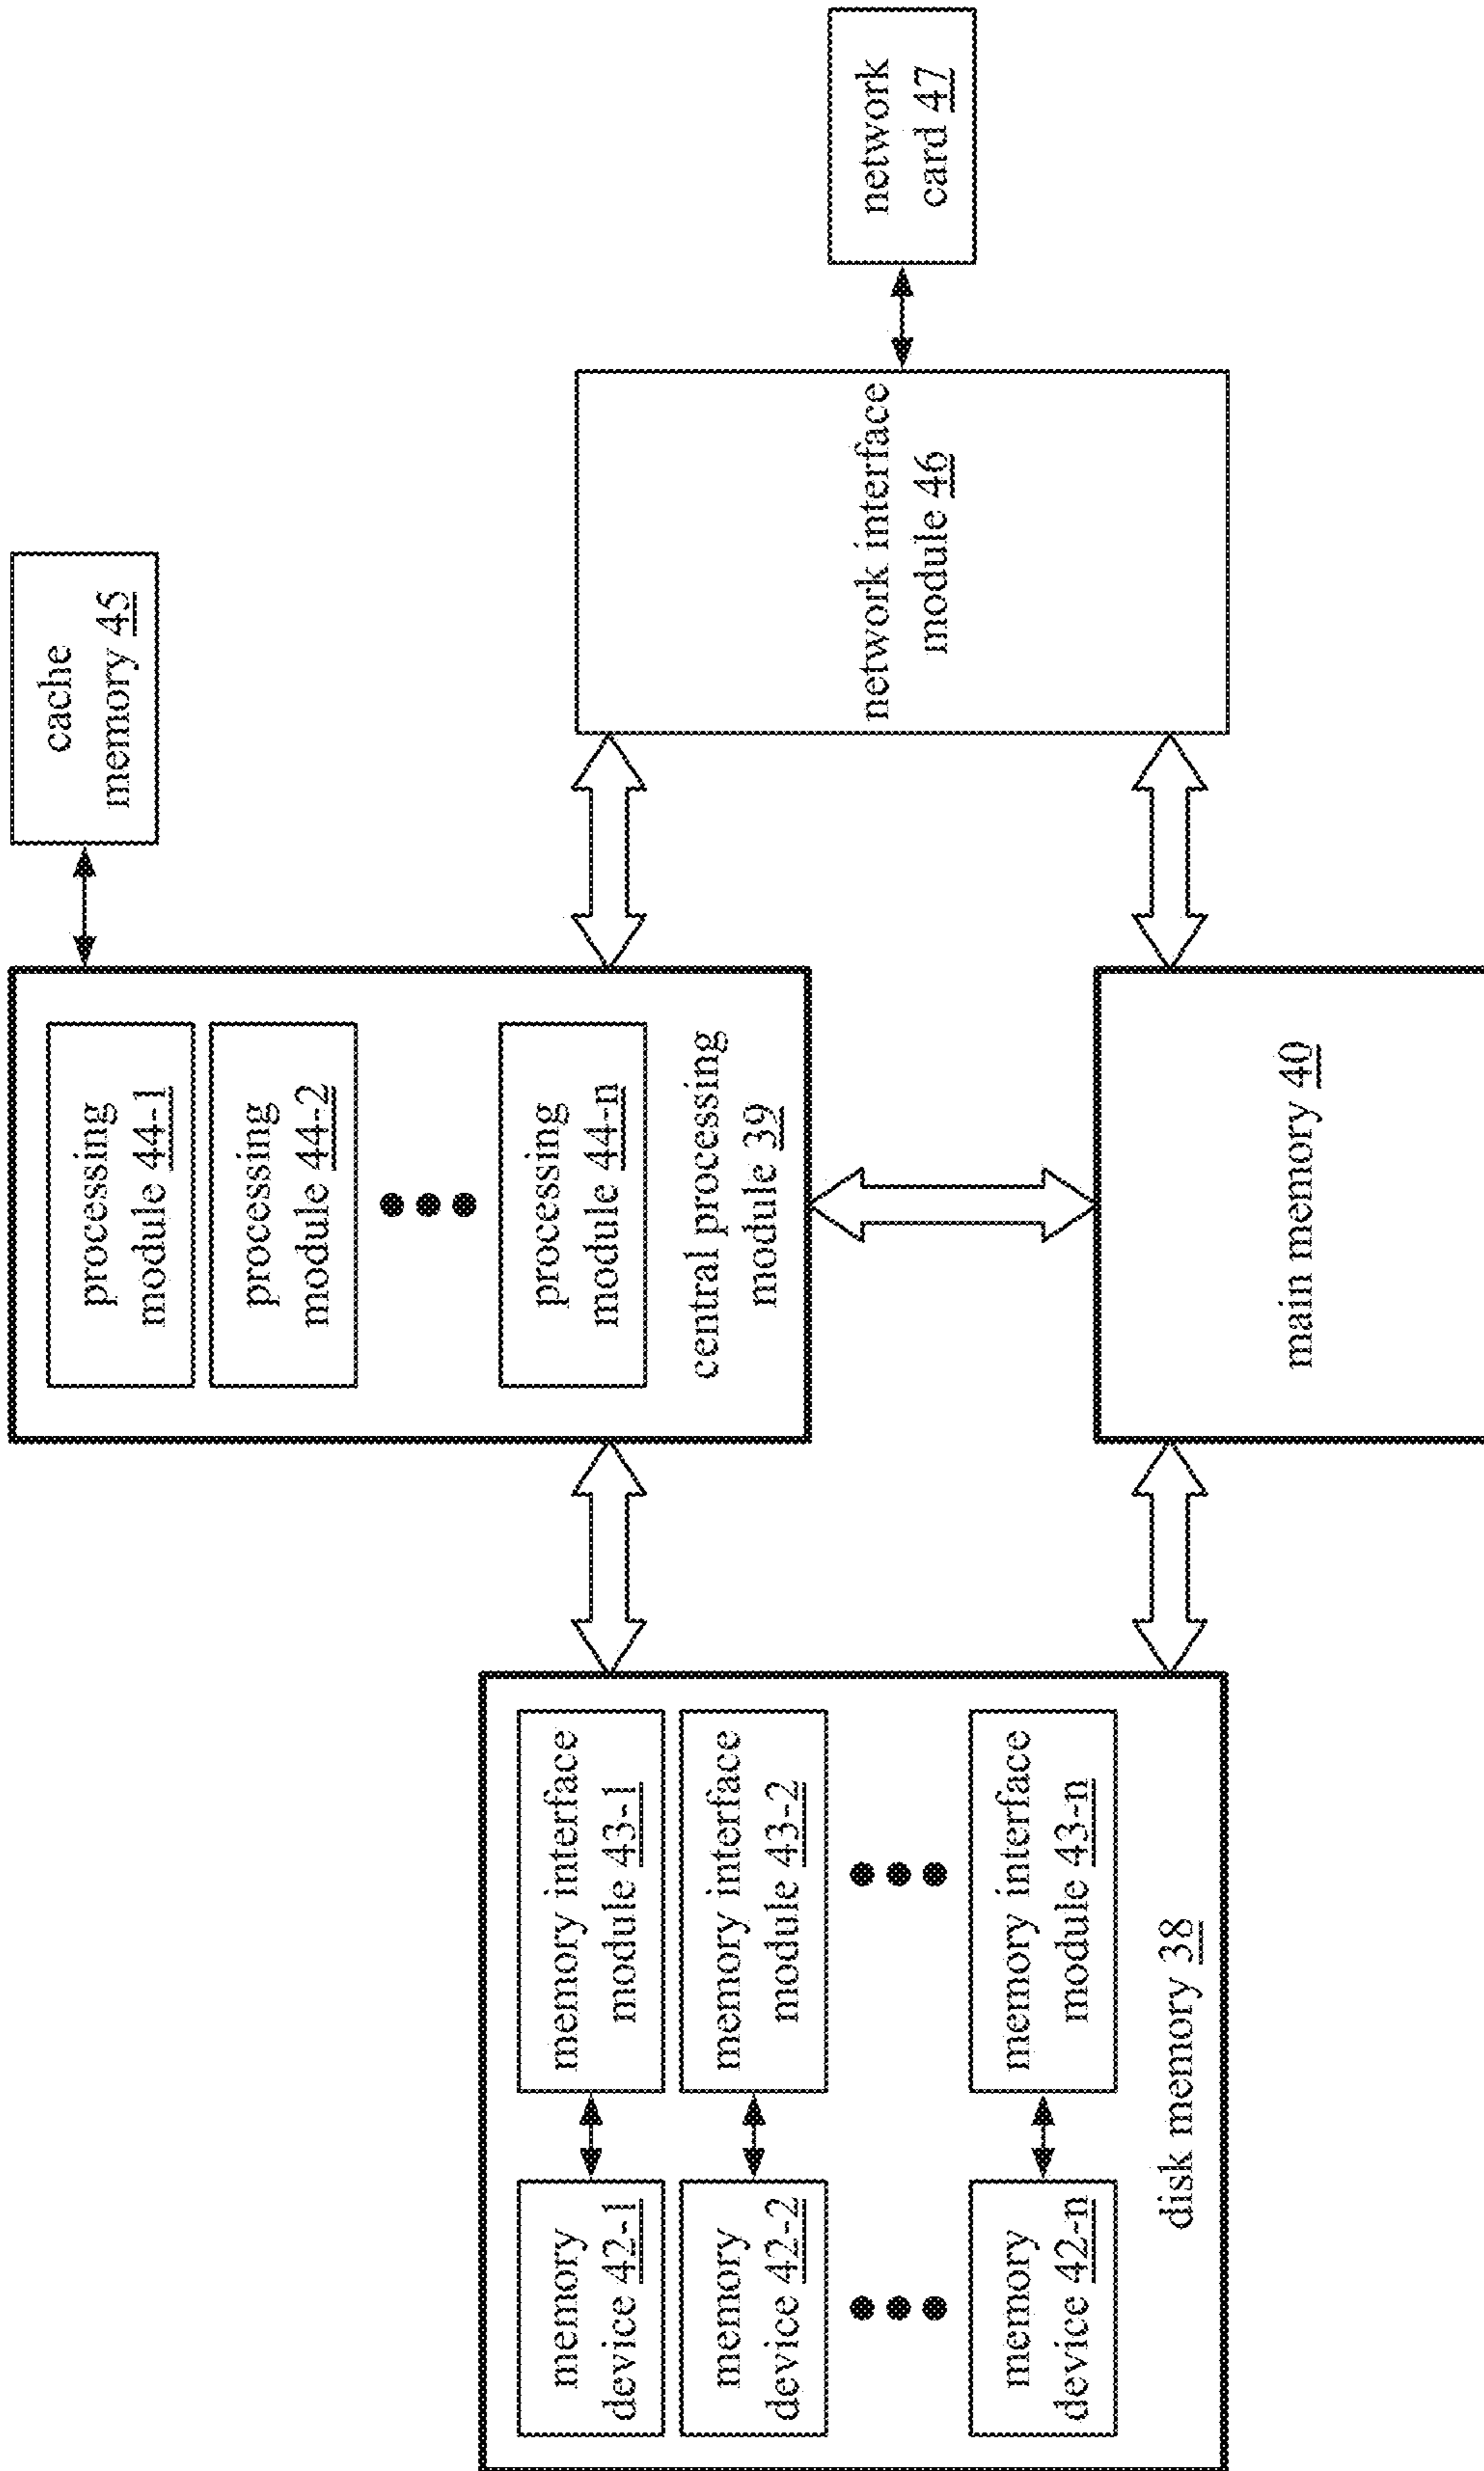 memory
device 42-1
memory interface
module 43-1
memory
device 42-2
memory interface
module 43-2
memory
device 42-n
memory interface
module 43-n
disk memory 38
processing
module 44-1
processing
module 44-2
processing
module 44-n
central processing
module 39
main memory 40
cache
memory 45
network interface
module 46
network
card 47